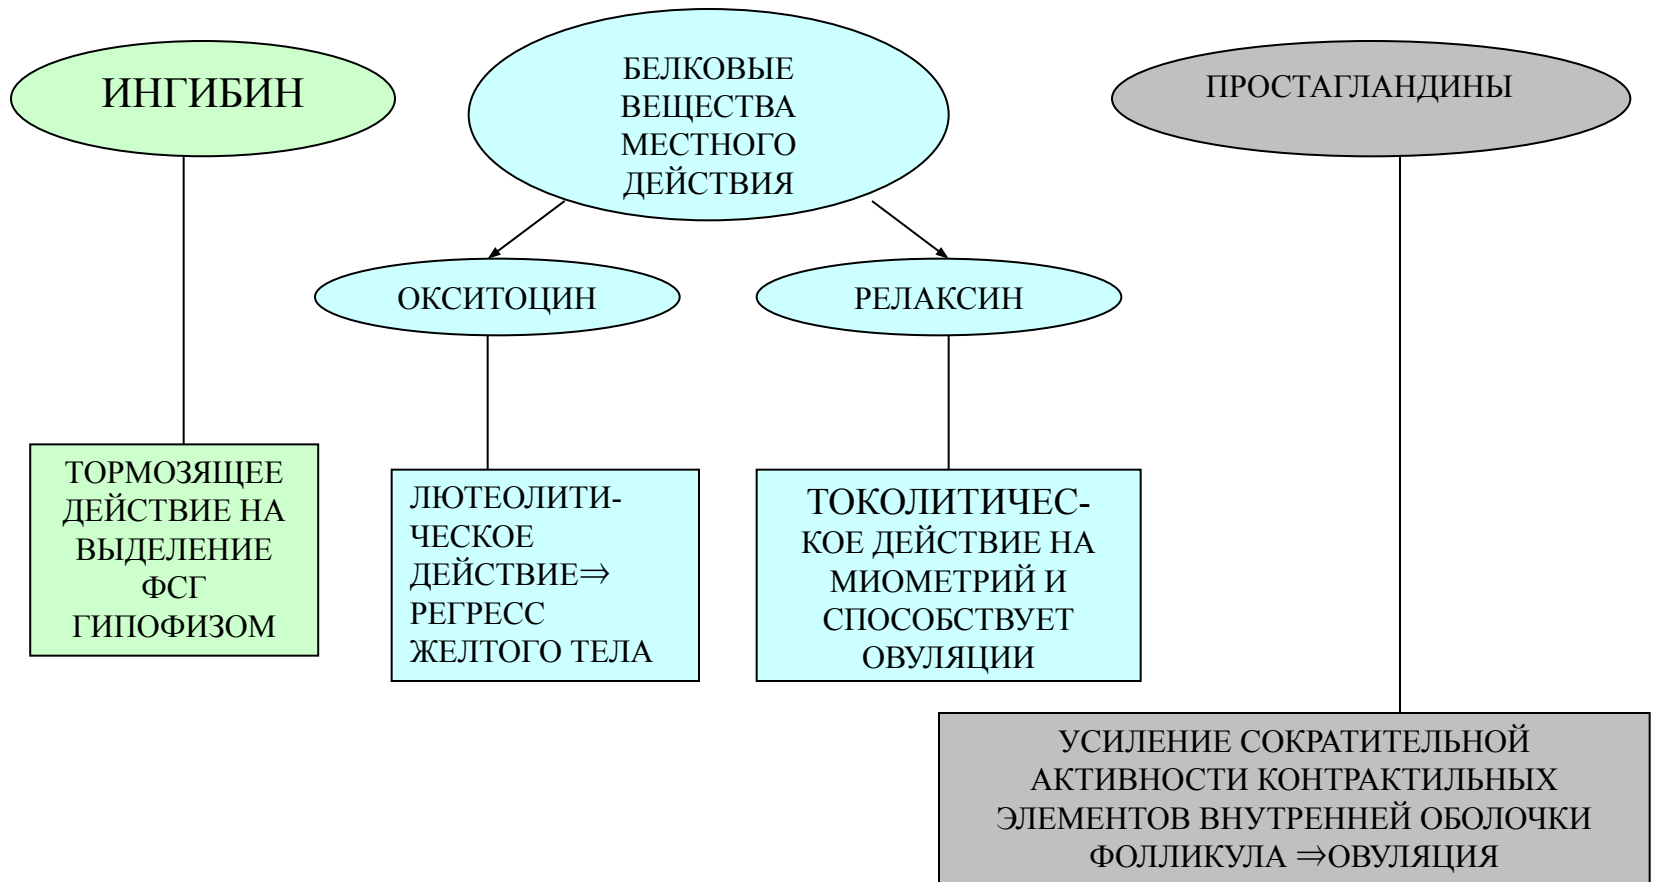 ИНГИБИН
БЕЛКОВЫЕ
ВЕЩЕСТВА
МЕСТНОГО
ДЕЙСТВИЯ
ПРОСТАГЛАНДИНЫ
ОКСИТОЦИН
РЕЛАКСИН
ТОРМОЗЯЩЕЕ
ДЕЙСТВИЕ НА
ВЫДЕЛЕНИЕ
ФСГ
ГИПОФИЗОМ
ЛЮТЕОЛИТИ-
ЧЕСКОЕ
ДЕЙСТВИЕ⇒
РЕГРЕСС
ЖЕЛТОГО ТЕЛА
ТОКОЛИТИЧЕС-
КОЕ ДЕЙСТВИЕ НА
МИОМЕТРИЙ И
СПОСОБСТВУЕТ
ОВУЛЯЦИИ
УСИЛЕНИЕ СОКРАТИТЕЛЬНОЙ
АКТИВНОСТИ КОНТРАКТИЛЬНЫХ
ЭЛЕМЕНТОВ ВНУТРЕННЕЙ ОБОЛОЧКИ
ФОЛЛИКУЛА ⇒ОВУЛЯЦИЯ